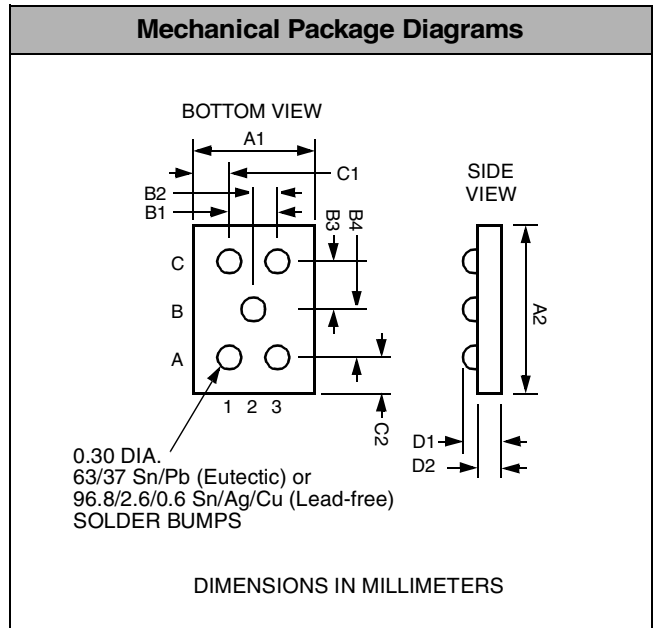 Mechanical Package Diagrams
BOTTOM VIEW
A1
C1
B2
B1
B3
B4
SIDE
VIEW
C
B
A
A2
1 2 3
C2
D1
D2
0.30 DIA.
63/37 Sn/Pb (Eutectic) or
96.8/2.6/0.6 Sn/Ag/Cu (Lead-free)
SOLDER BUMPS
DIMENSIONS IN MILLIMETERS